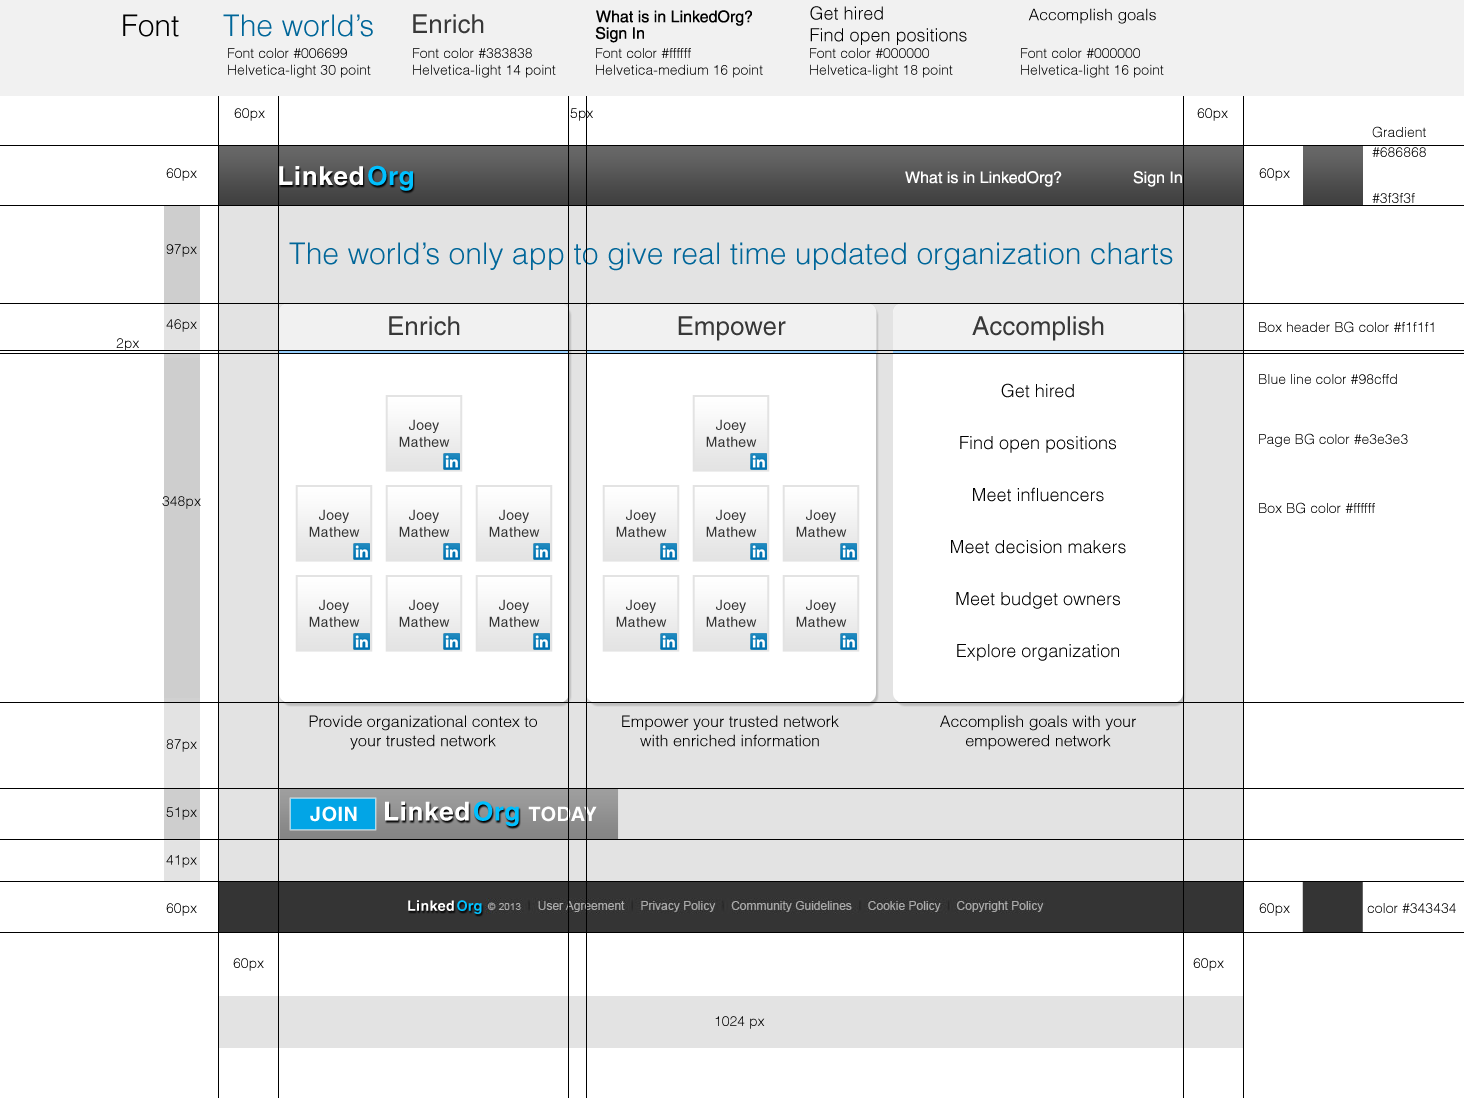 Font
The world's
Font color #006699
Helvetica-light 30 point
Enrich
Font color #383838
Helvetica-light 14 point
What is in LinkedOrg?
Sign In
Font color #ffffff
Helvetica-medium 16 point
Get hired
Find open positions
Font color #000000
Helvetica-light 18 point
Accomplish goals
Font color #000000
Helvetica-light 16 point
60px
5px
60px
Gradient
#686868
#3f3f3f
60px
LinkedOrg
What is in LinkedOrg?
Sign In
60px
97px
The world's only app to give real time updated organization charts
46px
Enrich
Empower
Accomplish
Box header BG color #f1f1f1
2px
Blue line color #98cffd
Page BG color #e3e3e3
Box BG color #ffffff
348px
Joey
Mathew
in
Joey
Mathew
in
Joey
Mathew
in
Joey
Mathew
in
Joey
Mathew
in
Joey
Mathew
in
Joey
Mathew
in
Joey
Mathew
in
Joey
Mathew
in
Joey
Mathew
in
Joey
Mathew
in
Joey
Mathew
in
Joey
Mathew
in
Joey
Mathew
in
Get hired
Find open positions
Meet influencers
Meet decision makers
Meet budget owners
Explore organization
87px
Provide organizational contex to
your trusted network
Empower your trusted network
with enriched information
Accomplish goals with your
empowered network
51px
JOIN LinkedOrg TODAY
41px
60px
LinkedOrg © 2013 | User Agreement | Privacy Policy | Community Guidelines | Cookie Policy | Copyright Policy
60px
color #343434
60px
60px
1024 px